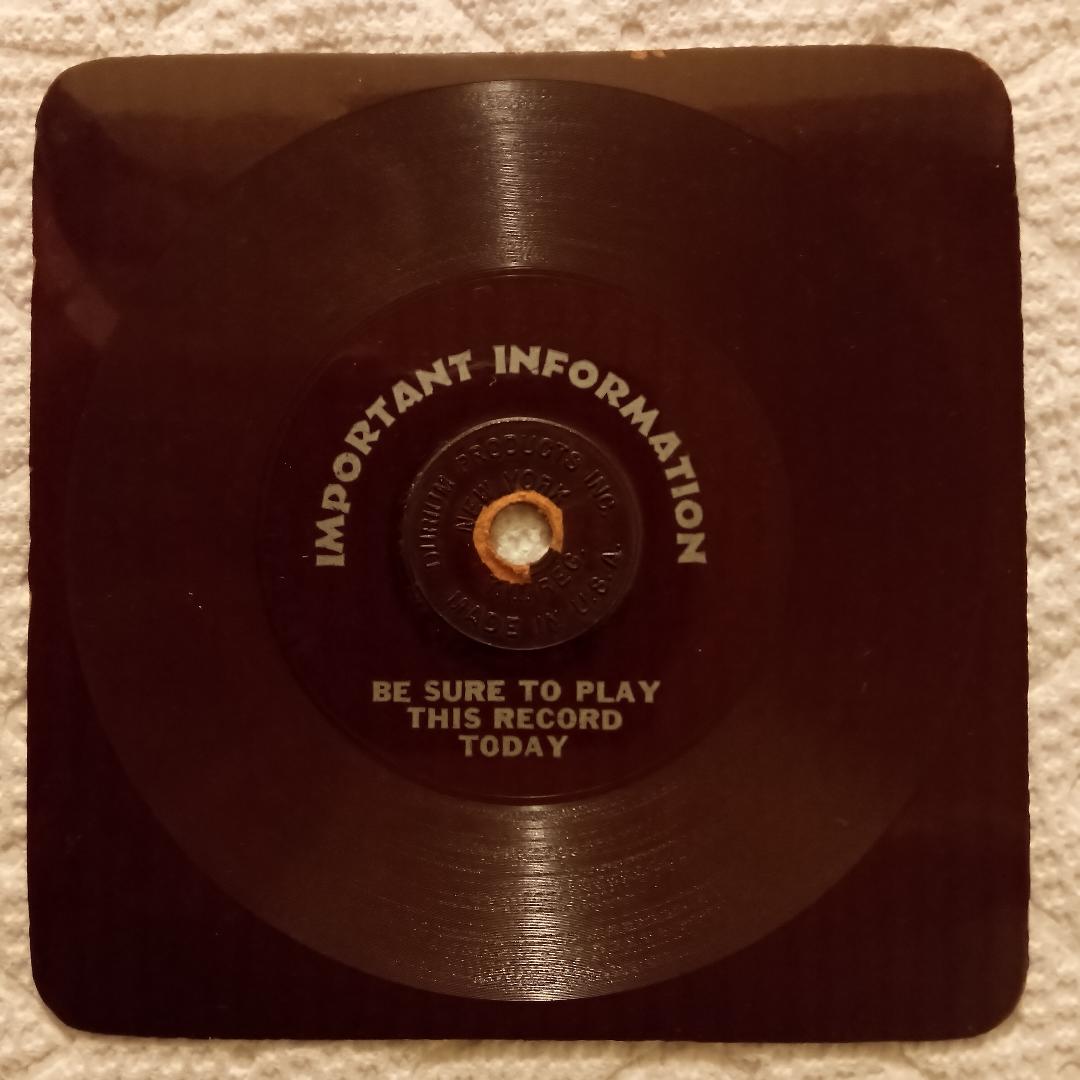 IMPORTANT INFORMATION
DURIUM PRODUCTS INC.
NEW YORK
REG.
MADE IN U.S.A.
BE SURE TO PLAY
THIS RECORD
TODAY